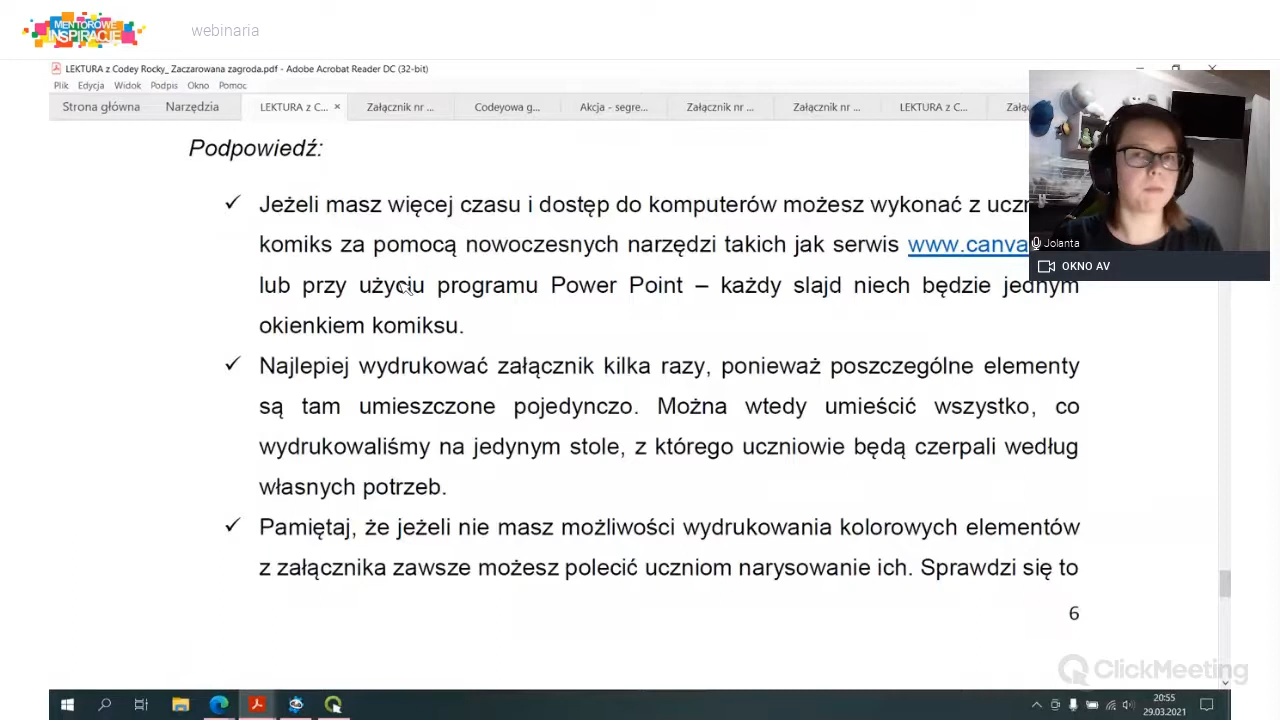 MENTOROWE
INSPIRACJE
webinaria
LEKTURA z Codey Rocky_ Zaczarowana zagroda.pdf - Adobe Acrobat Reader DC (32-bit)
Plik Edycja Widok Podpis Okno Pomoc
Strona główna Narzędzia LEKTURA z C... × Załącznik nr ... Codeyowa g... Akcja - segre... Załącznik nr ... Załącznik nr ... LEKTURA z C...
Podpowiedź:
✓ Jeżeli masz więcej czasu i dostęp do komputerów możesz wykonać z
komiks za pomocą nowoczesnych narzędzi takich jak serwis www.canva
lub przy użyciu programu Power Point – każdy slajd niech będzie jednym
okienkiem komiksu.
✓ Najlepiej wydrukować załącznik kilka razy, ponieważ poszczególne elementy
są tam umieszczone pojedynczo. Można wtedy umieścić wszystko, co
wydrukowaliśmy na jedynym stole, z którego uczniowie będą czerpali według
własnych potrzeb.
✓ Pamiętaj, że jeżeli nie masz możliwości wydrukowania kolorowych elementów
z załącznika zawsze możesz polecić uczniom narysowanie ich. Sprawdzi się to
6
Jolanta
OKNO AV
ClickMeeting
20:55
29.03.2021